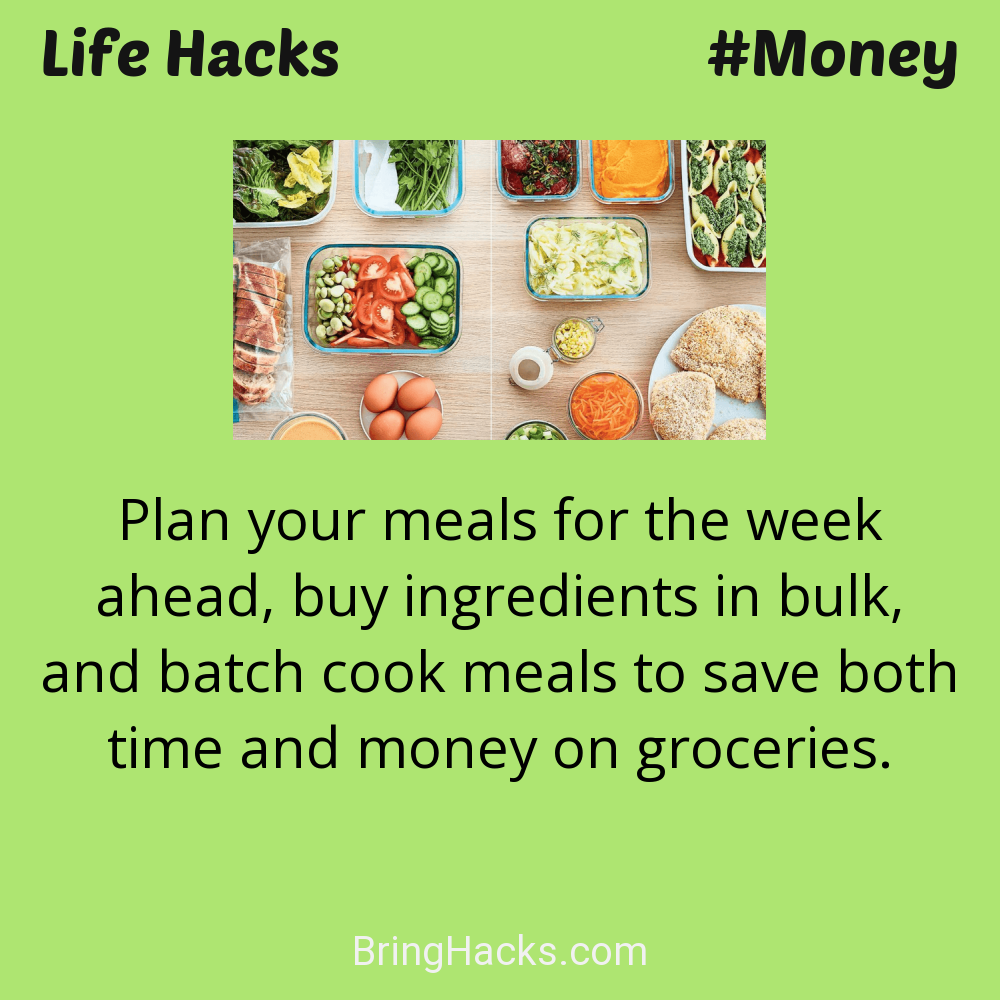 Life Hacks #Money
Plan your meals for the week
ahead, buy ingredients in bulk,
and batch cook meals to save both
time and money on groceries.
BringHacks.com